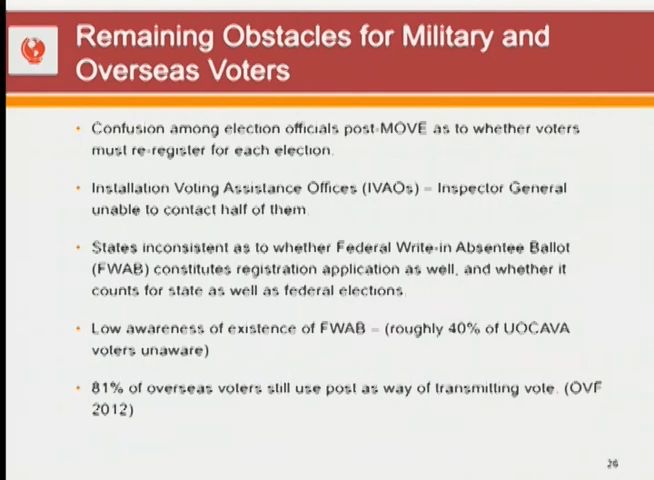 Remaining Obstacles for Military and
Overseas Voters
• Confusion among election officials post-MOVE as to whether voters
must re-register for each election.
• Installation Voting Assistance Offices (IVAOs) – Inspector General
unable to contact half of them.
• States inconsistent as to whether Federal Write-in Absentee Ballot
(FWAB) constitutes registration application as well, and whether it
counts for state as well as federal elections.
• Low awareness of existence of FWAB – (roughly 40% of UOCAVA
voters unaware)
• 81% of overseas voters still use post as way of transmitting vote. (OVF
2012)
26